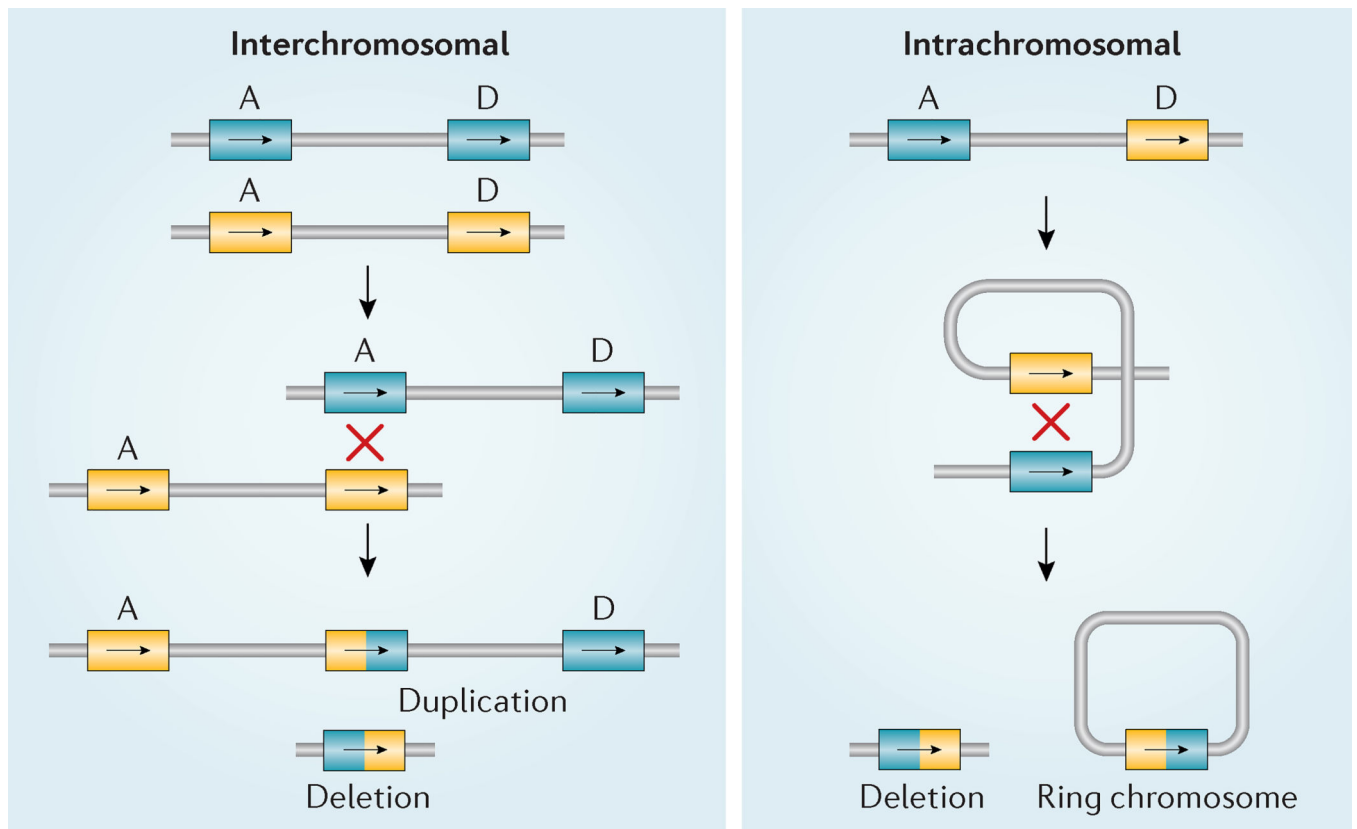 Interchromosomal
A D
A D
A D
A
A D
Duplication
Deletion
Intrachromosomal
A D
Deletion Ring chromosome